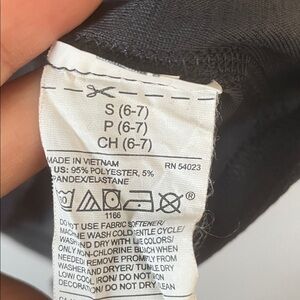 S (6-7)
P (6-7)
CH (6-7)
MADE IN VIETNAM
RN 54023
US: 95% POLYESTER, 5%
SPANDEX/ELASTANE
1166
DO NOT USE FABRIC SOFTENER/
MACHINE WASH COLD GENTLE CYCLE/
WASH AND DRY WITH LIKE COLORS/
ONLY NON-CHLORINE BLEACH WHEN
NEEDED/ REMOVE PROMPTLY FROM
WASHER AND DRYER/ TUMBLE DRY
LOW/ COOL IRON/ DO NOT IRON
DECORATION/ DO NOT DRY